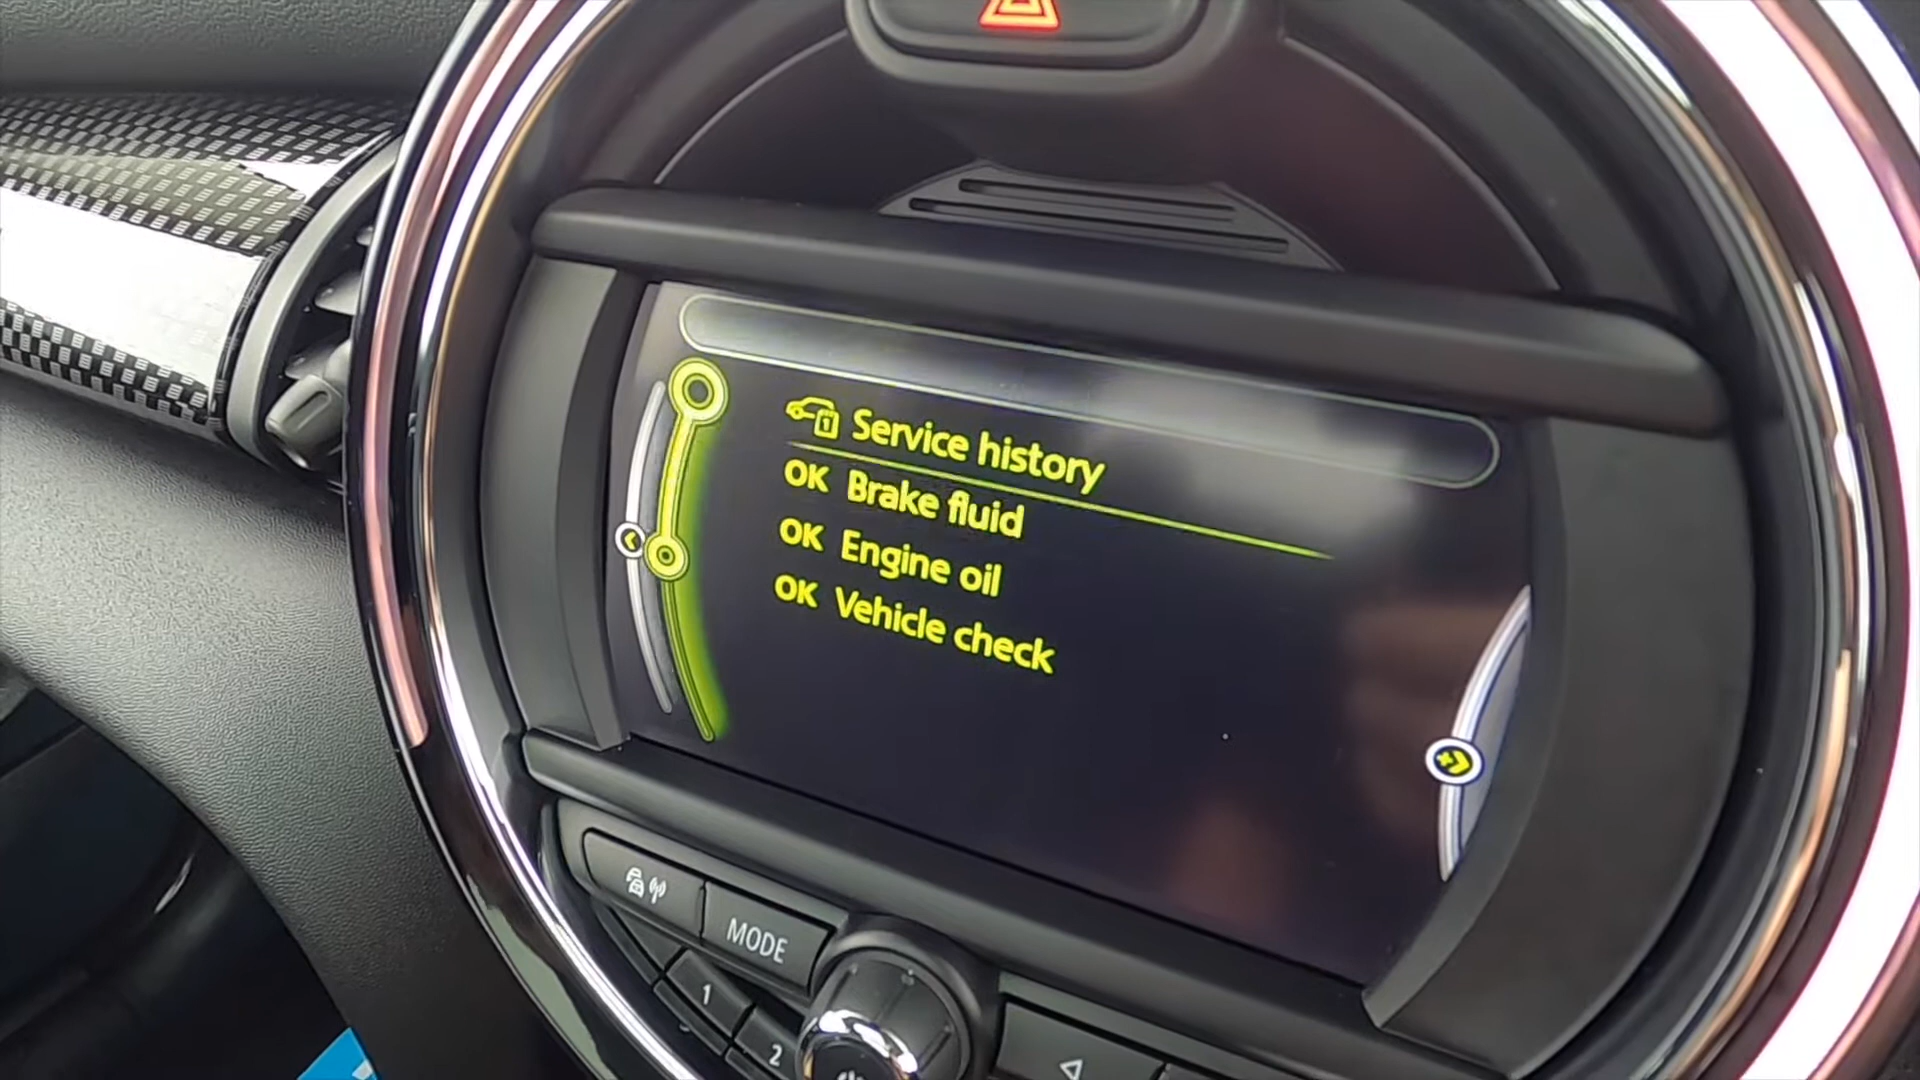 Service history
OK Brake fluid
OK Engine oil
OK Vehicle check
MODE
1
2